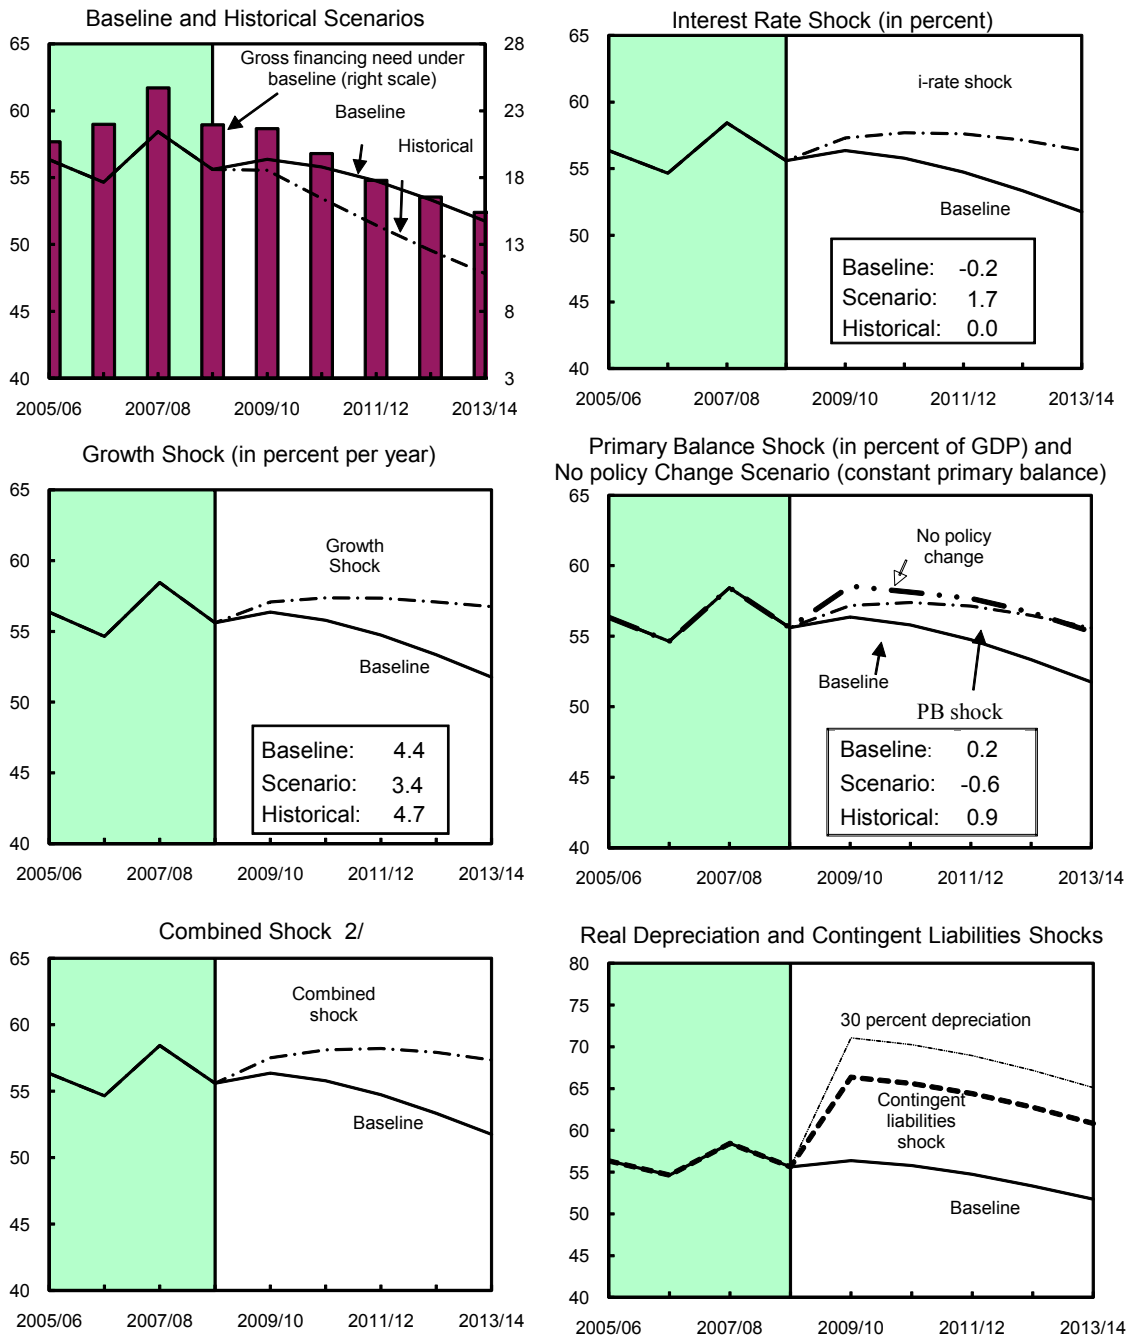 Baseline and Historical Scenarios
65
60
55
50
45
40
28
23
18
13
8
3
Gross financing need under
baseline (right scale)
Baseline
Historical
2005/06 2007/08 2009/10 2011/12 2013/14
Interest Rate Shock (in percent)
65
60
55
50
45
40
i-rate shock
Baseline
Baseline: -0.2
Scenario: 1.7
Historical: 0.0
2005/06 2007/08 2009/10 2011/12 2013/14
Growth Shock (in percent per year)
65
60
55
50
45
40
Growth
Shock
Baseline
Baseline: 4.4
Scenario: 3.4
Historical: 4.7
2005/06 2007/08 2009/10 2011/12 2013/14
Primary Balance Shock (in percent of GDP) and
No policy Change Scenario (constant primary balance)
65
60
55
50
45
40
No policy
change
Baseline
PB shock
Baseline: 0.2
Scenario: -0.6
Historical: 0.9
2005/06 2007/08 2009/10 2011/12 2013/14
Combined Shock 2/
65
60
55
50
45
40
Combined
shock
Baseline
2005/06 2007/08 2009/10 2011/12 2013/14
Real Depreciation and Contingent Liabilities Shocks
80
75
70
65
60
55
50
45
40
30 percent depreciation
Contingent
liabilities
shock
Baseline
2005/06 2007/08 2009/10 2011/12 2013/14